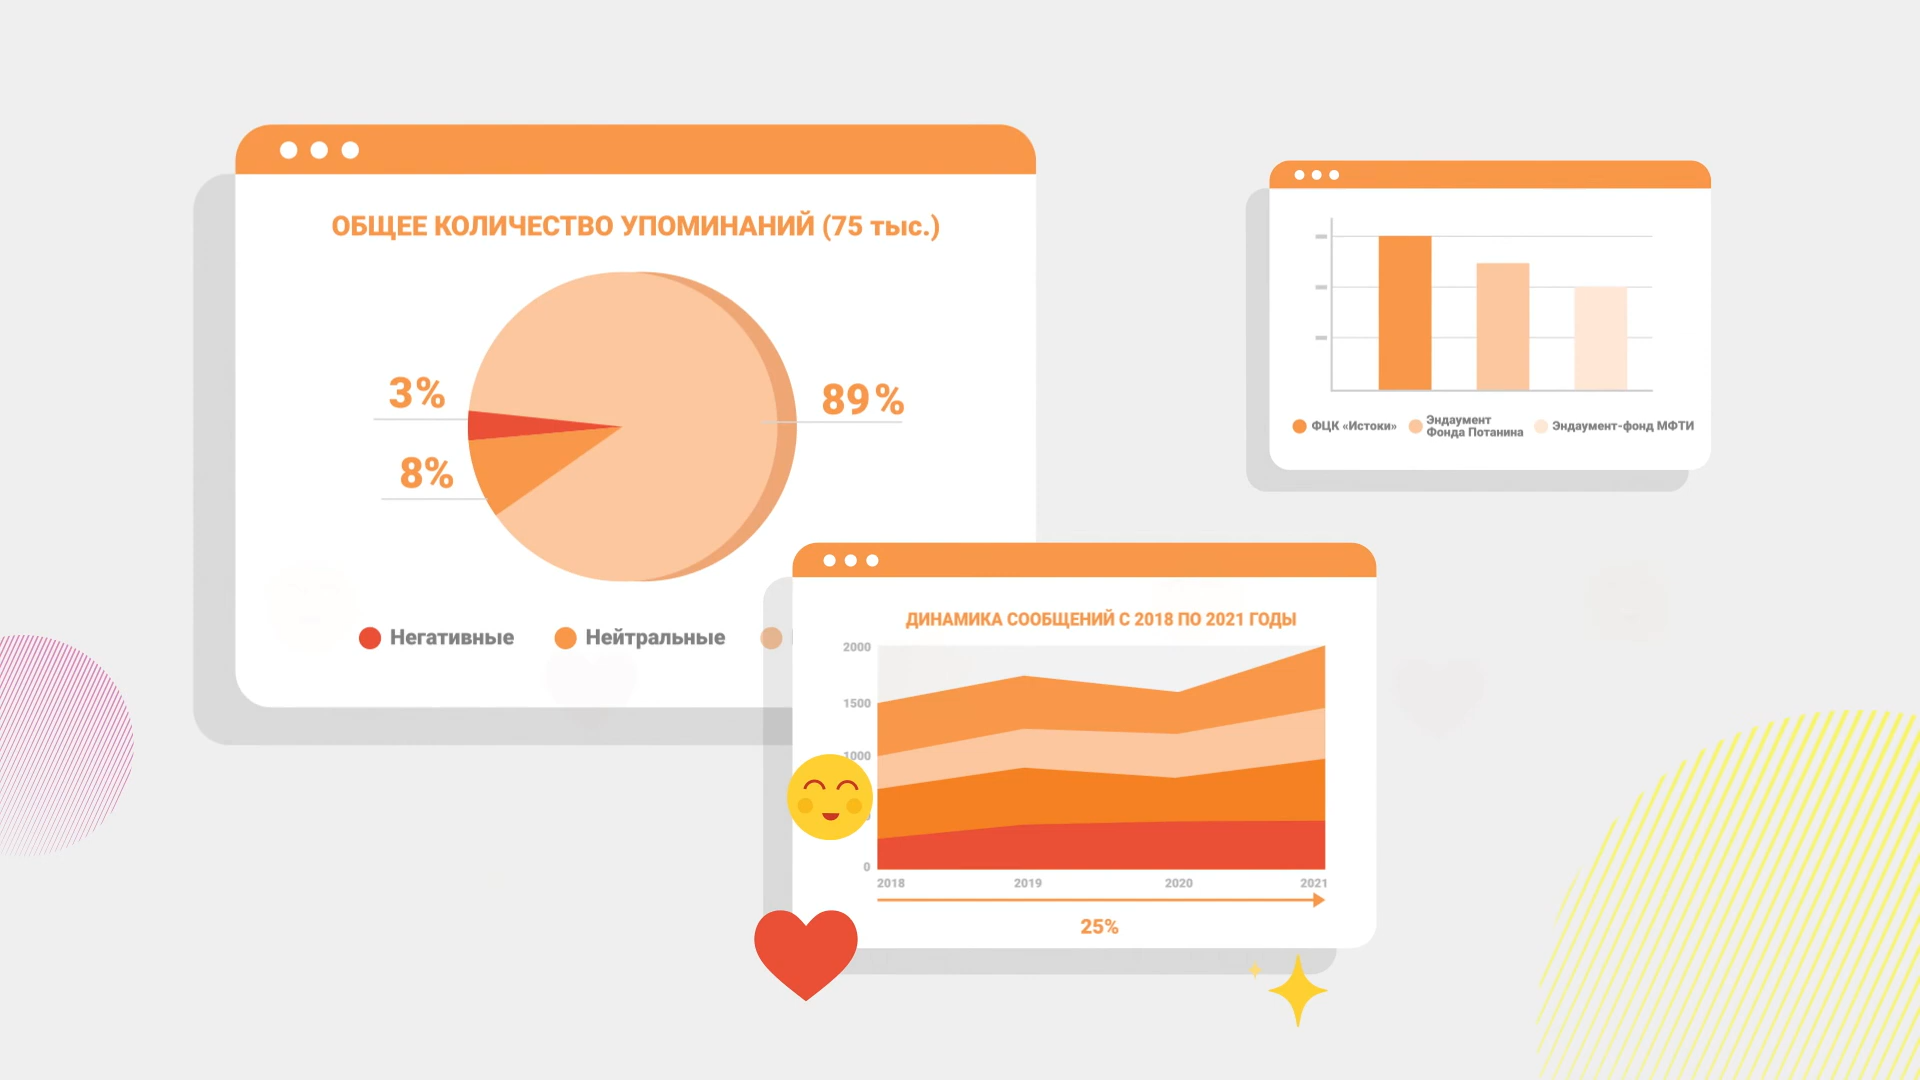 ОБЩЕЕ КОЛИЧЕСТВО УПОМИНАНИЙ (75 тыс.)
3%
89%
8%
Негативные
Нейтральные
ФЦК «Истоки»
Эндаумент
Фонда Потанина
Эндаумент-фонд МФТИ
ДИНАМИКА СООБЩЕНИЙ С 2018 ПО 2021 ГОДЫ
2000
1500
1000
0
2018 2019 2020 2021
25%